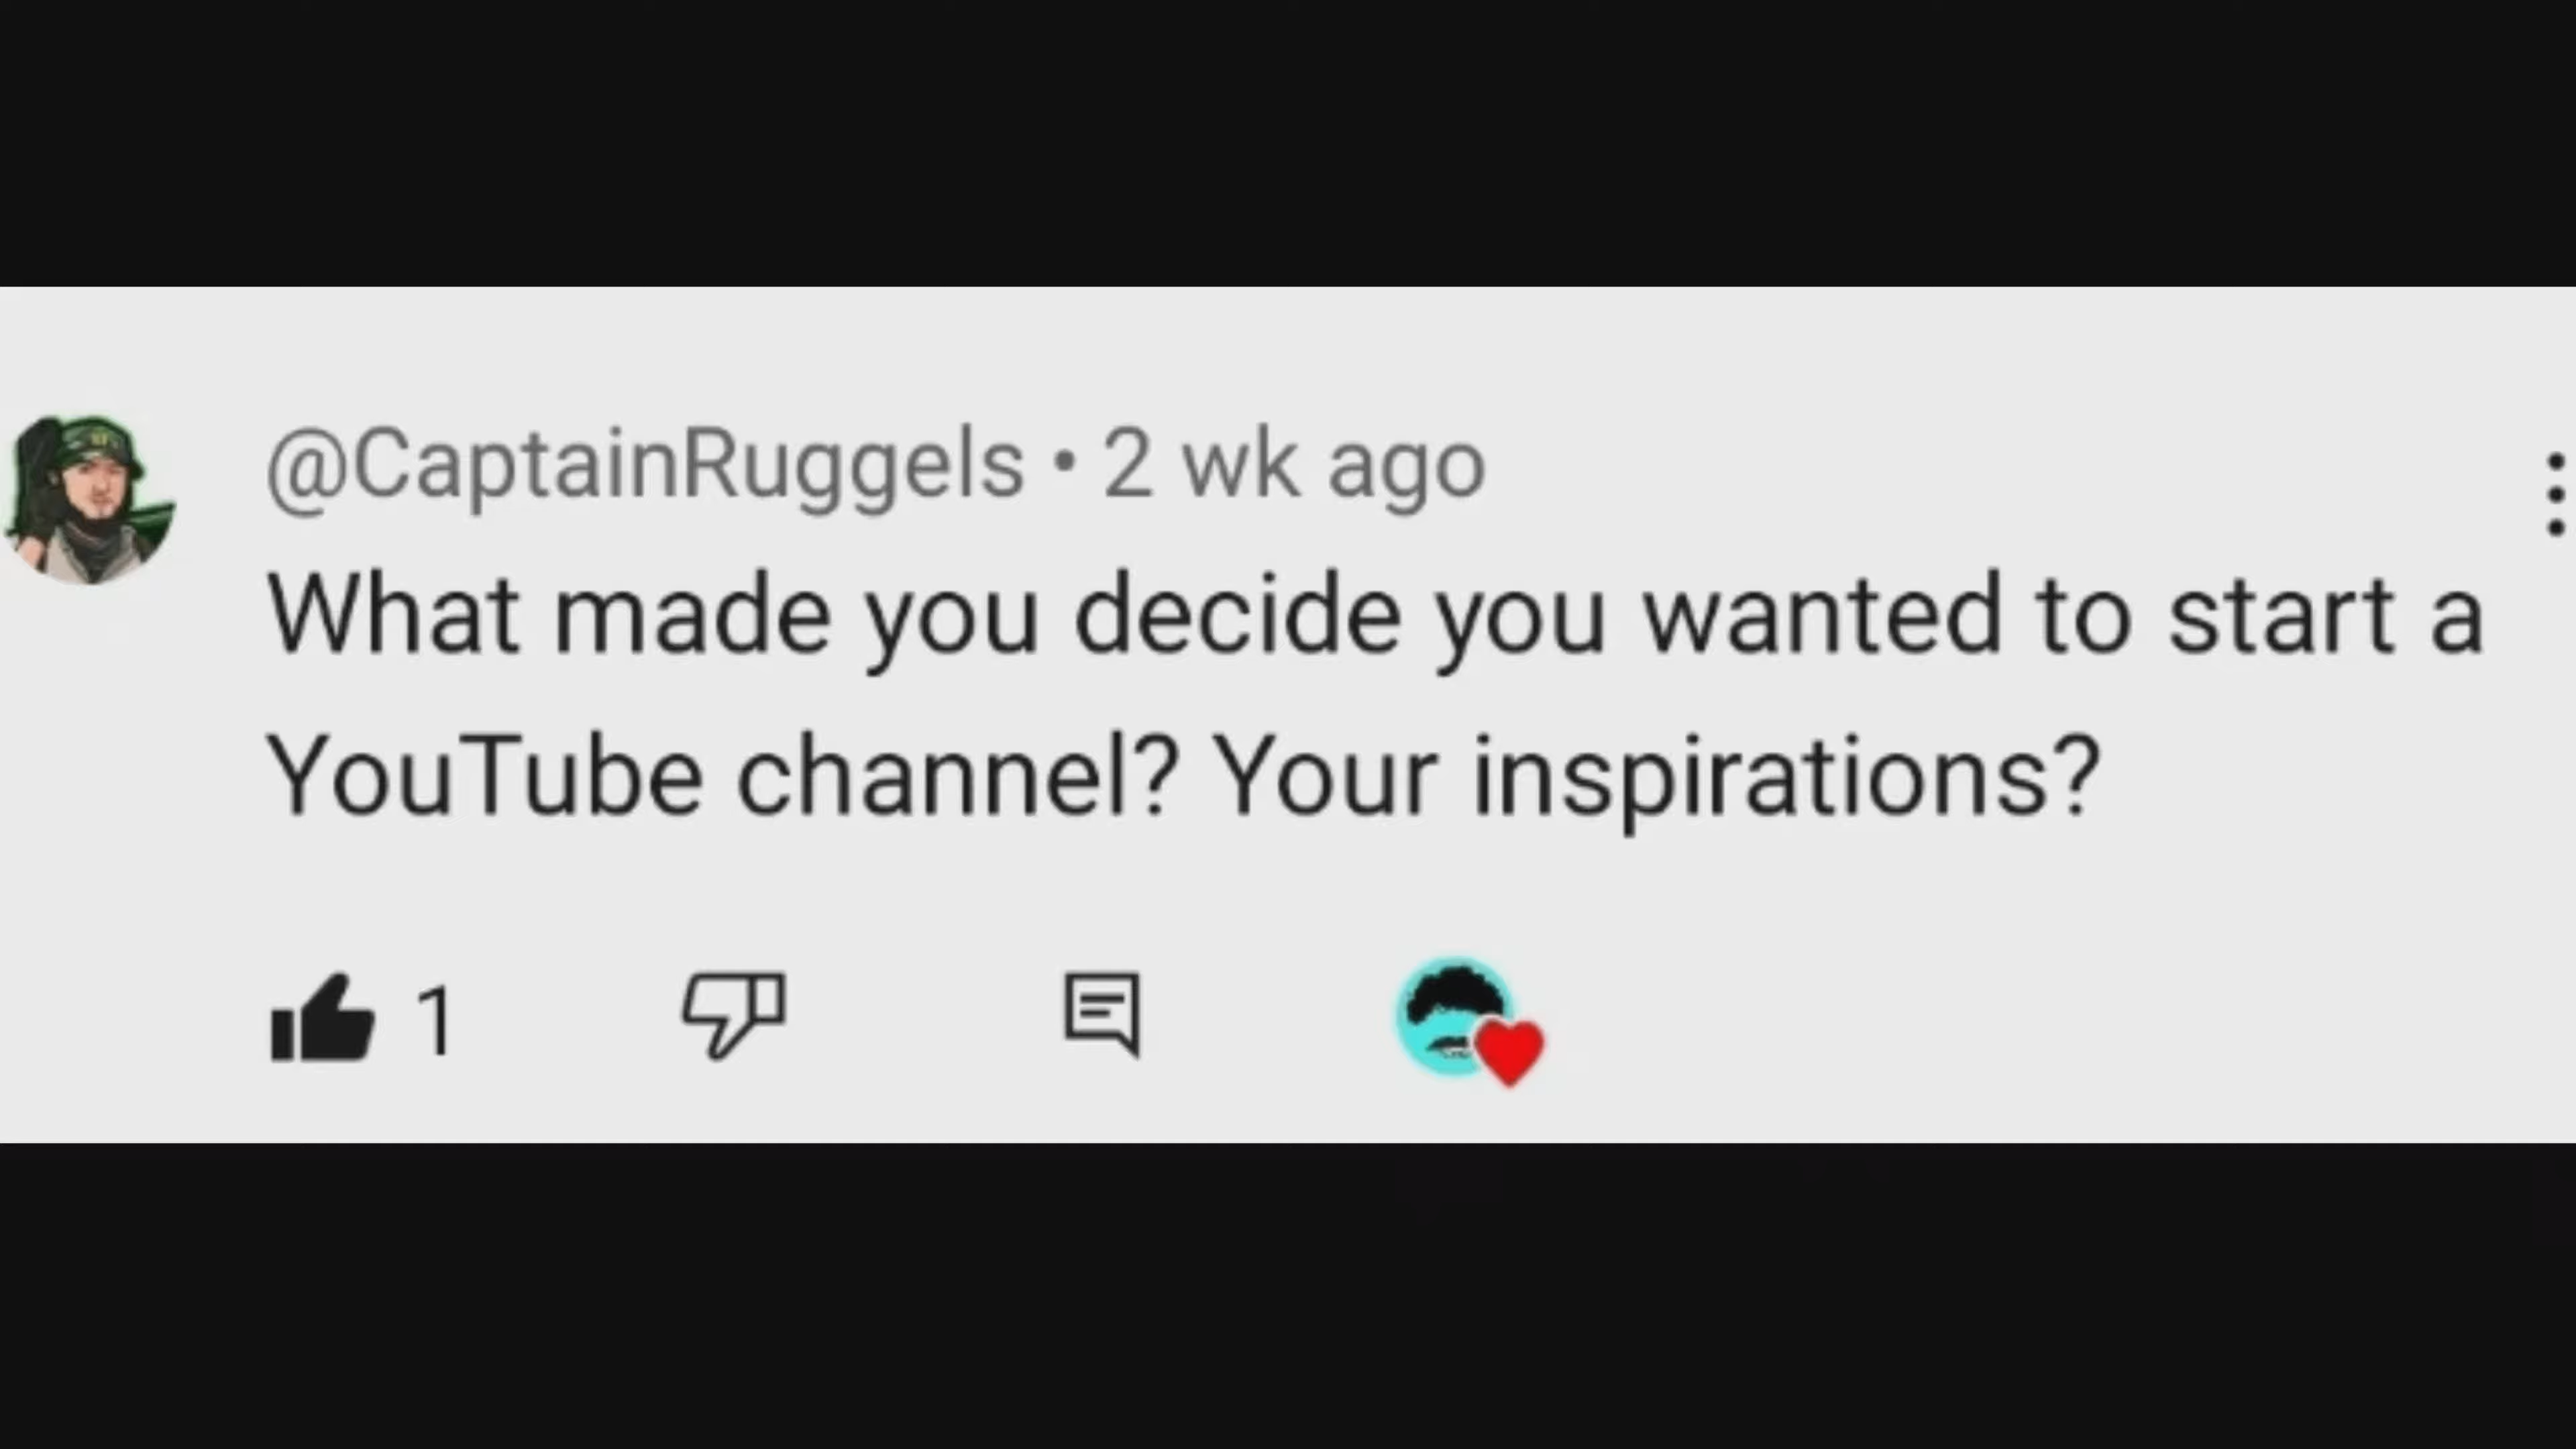 @CaptainRuggels • 2 wk ago
What made you decide you wanted to start a
YouTube channel? Your inspirations?
1